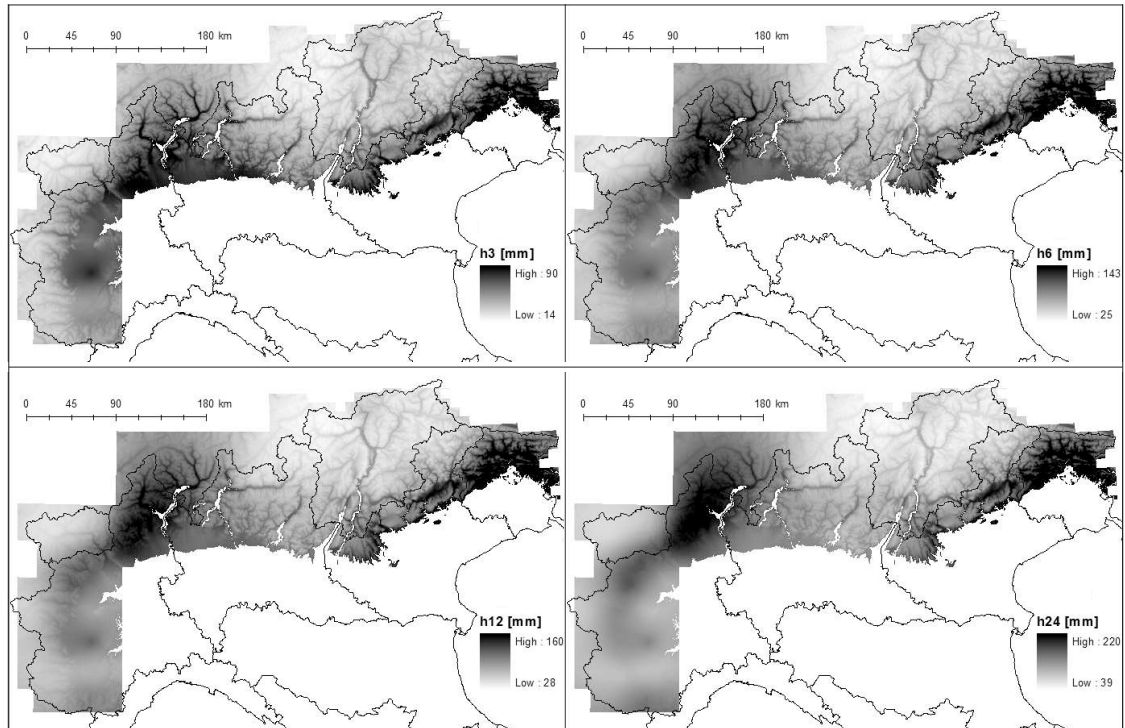 0 45 90 180 km
h3 [mm]
High : 90
Low : 14
0 45 90 180 km
h6 [mm]
High : 143
Low : 25
0 45 90 180 km
h12 [mm]
High : 160
Low : 28
0 45 90 180 km
h24 [mm]
High : 220
Low : 39